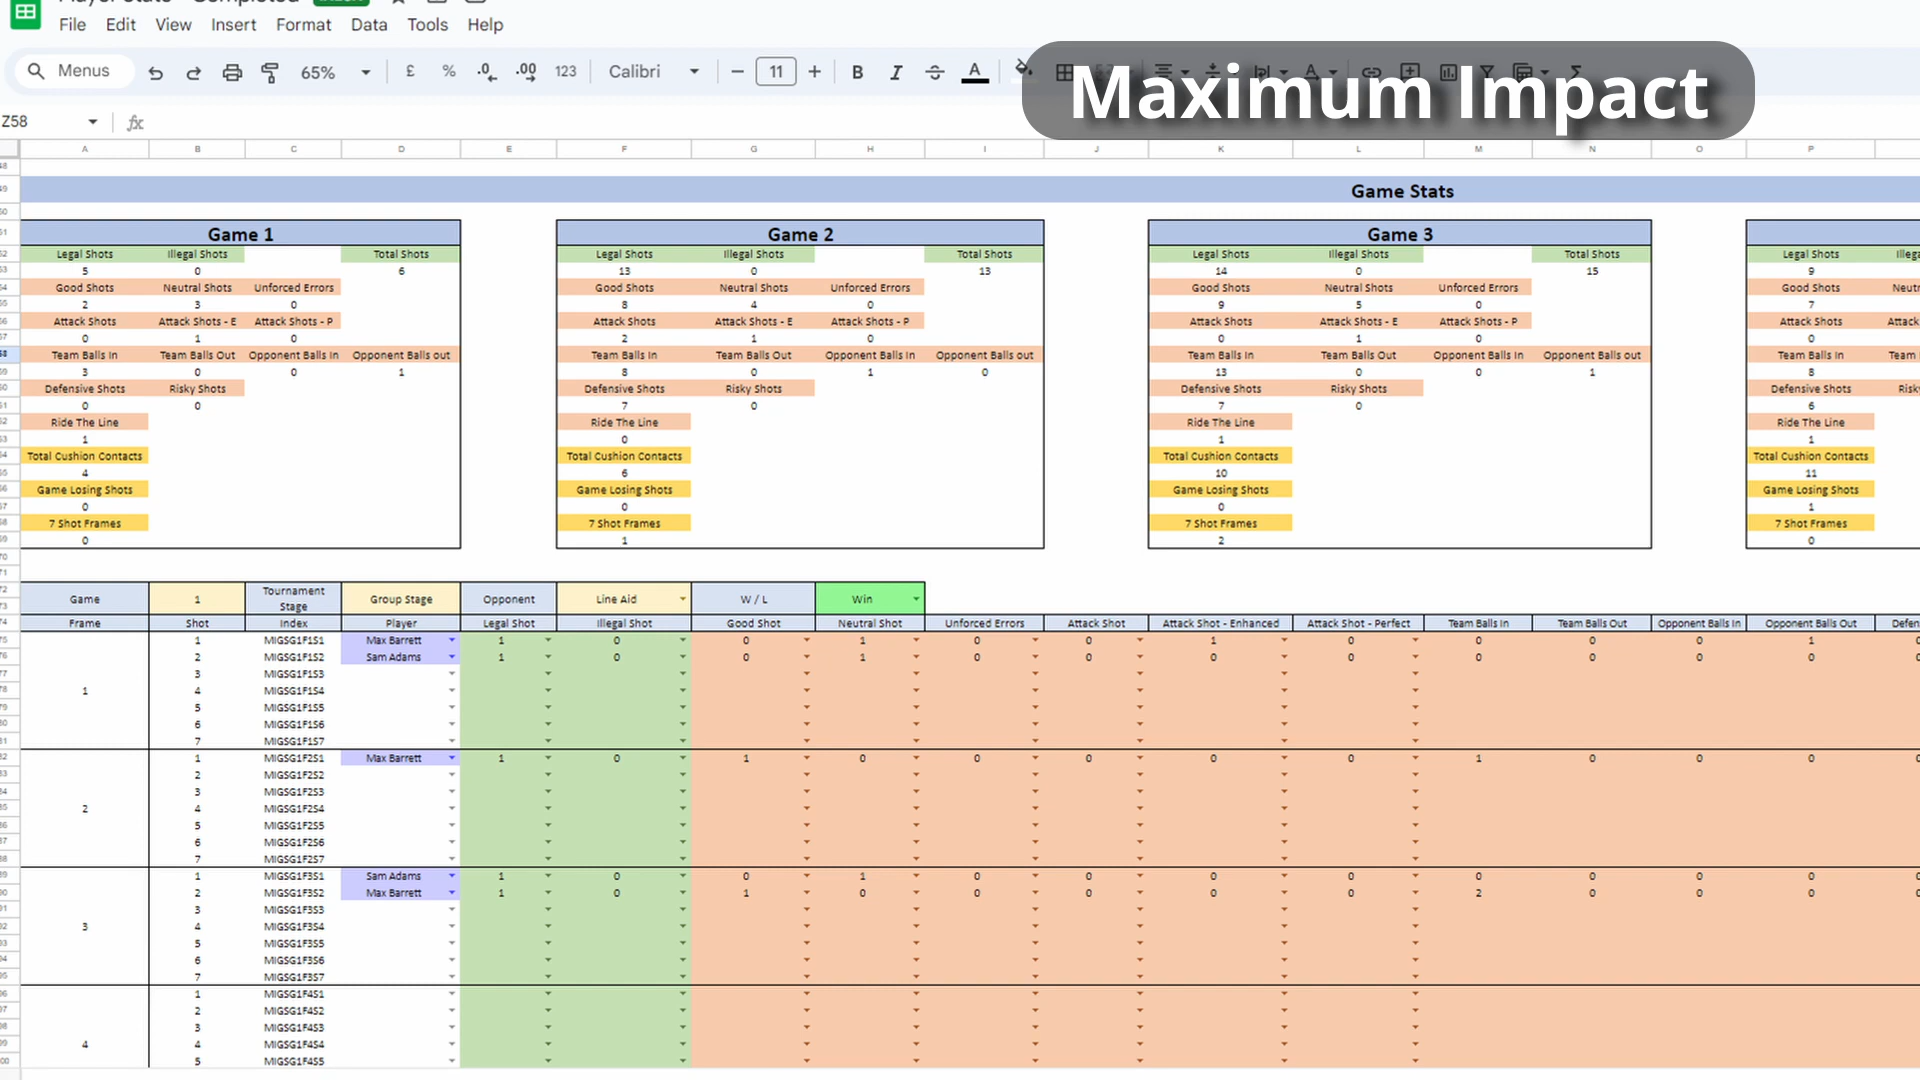 File Edit View Insert Format Data Tools Help
Menus 65% £ % .0 .00 123 Calibri 11 B I A
Maximum Impact
Z58 fx
A B C D E F G H I J K L M N O P
Game Stats
Game 1 Game 2 Game 3
Legal Shots Illegal Shots Total Shots Legal Shots Illegal Shots Total Shots Legal Shots Illegal Shots Total Shots Legal Shots
5 0 6 13 0 13 14 0 15 9
Good Shots Neutral Shots Unforced Errors Good Shots Neutral Shots Unforced Errors Good Shots Neutral Shots Unforced Errors Good Shots
2 3 0 8 4 0 9 5 0 7
Attack Shots Attack Shots - E Attack Shots - P Attack Shots Attack Shots - E Attack Shots - P Attack Shots Attack Shots - E Attack Shots - P Attack Shots
0 1 0 2 1 0 0 1 0 0
Team Balls In Team Balls Out Opponent Balls In Opponent Balls out Team Balls In Team Balls Out Opponent Balls In Opponent Balls out Team Balls In Team Balls Out Opponent Balls In Opponent Balls out Team Balls In Team
3 0 0 1 8 0 1 0 13 0 0 1 8
Defensive Shots Risky Shots Defensive Shots Risky Shots Defensive Shots Risky Shots Defensive Shots
0 0 7 0 7 0 6
Ride The Line Ride The Line Ride The Line Ride The Line
1 0 1 1
Total Cushion Contacts Total Cushion Contacts Total Cushion Contacts Total Cushion Contacts
4 6 10 11
Game Losing Shots Game Losing Shots Game Losing Shots Game Losing Shots
0 0 0 1
7 Shot Frames 7 Shot Frames 7 Shot Frames 7 Shot Frames
0 1 2 0
Game 1 Tournament Stage Group Stage Opponent Line Aid W / L Win
Frame Shot Index Player Legal Shot Illegal Shot Good Shot Neutral Shot Unforced Errors Attack Shot Attack Shot - Enhanced Attack Shot - Perfect Team Balls In Team Balls Out Opponent Balls In Opponent Balls Out
1 MIGSG1F1S1 Max Barrett 1 0 0 1 0 0 1 0 0 0 0 1
2 MIGSG1F1S2 Sam Adams 1 0 0 1 0 0 0 0 0 0 0 0
3 MIGSG1F1S3
1 4 MIGSG1F1S4
5 MIGSG1F1S5
6 MIGSG1F1S6
7 MIGSG1F1S7
1 MIGSG1F2S1 Max Barrett 1 0 1 0 0 0 0 0 1 0 0 0
2 MIGSG1F2S2
3 MIGSG1F2S3
2 4 MIGSG1F2S4
5 MIGSG1F2S5
6 MIGSG1F2S6
7 MIGSG1F2S7
1 MIGSG1F3S1 Sam Adams 1 0 0 1 0 0 0 0 0 0 0 0
2 MIGSG1F3S2 Max Barrett 1 0 1 0 0 0 0 0 2 0 0 0
3 MIGSG1F3S3
3 4 MIGSG1F3S4
5 MIGSG1F3S5
6 MIGSG1F3S6
7 MIGSG1F3S7
1 MIGSG1F4S1
2 MIGSG1F4S2
3 MIGSG1F4S3
4 4 MIGSG1F4S4
5 MIGSG1F4S5